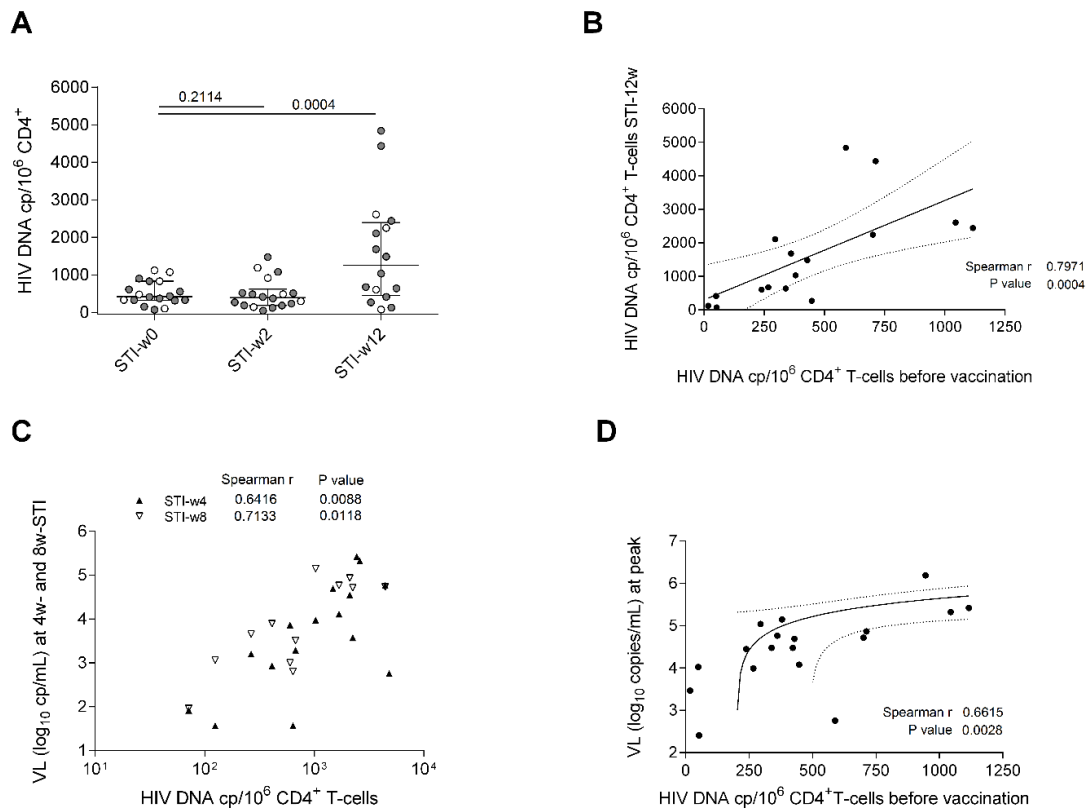 A
HIV DNA cp/10⁶ CD4⁺
6000
5000
4000
3000
2000
1000
0
0.2114
0.0004
STI-w0
STI-w2
STI-w12
B
HIV DNA cp/10⁶ CD4⁺ T-cells STI-12w
6000
5000
4000
3000
2000
1000
0
Spearman r 0.7971
P value 0.0004
0 250 500 750 1000 1250
HIV DNA cp/10⁶ CD4⁺ T-cells before vaccination
C
Spearman r P value
▲ STI-w4 0.6416 0.0088
▽ STI-w8 0.7133 0.0118
VL (log₁₀ cp/mL) at 4w- and 8w-STI
6
5
4
3
2
1
10¹ 10² 10³ 10⁴
HIV DNA cp/10⁶ CD4⁺ T-cells
D
VL (log₁₀ copies/mL) at peak
7
6
5
4
3
2
Spearman r 0.6615
P value 0.0028
0 250 500 750 1000 1250
HIV DNA cp/10⁶ CD4⁺T-cells before vaccination